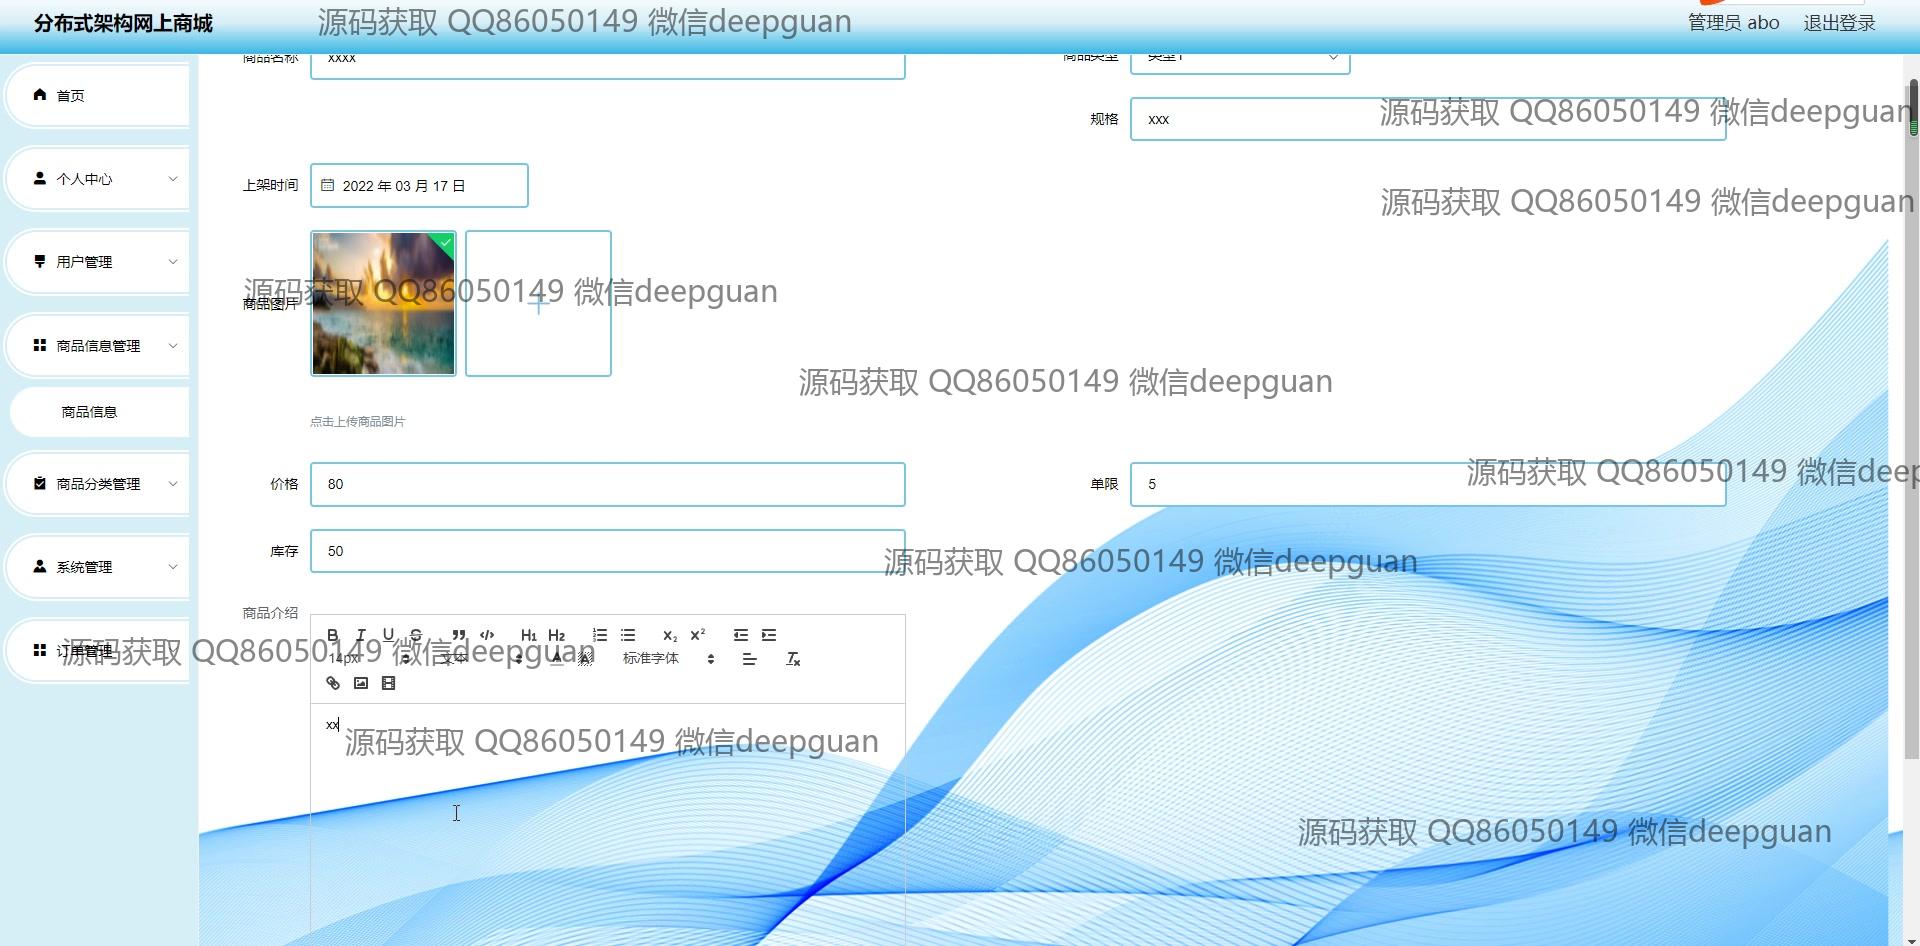 分布式架构网上商城
源码获取 QQ86050149 微信deepguan
管理员 abo
退出登录
商品名称
xxxx
商品类型
类型1
首页
规格
xxx
源码获取 QQ86050149 微信deepguan
个人中心
上架时间
2022 年 03 月 17 日
源码获取 QQ86050149 微信deepguan
用户管理
商品图片
源码获取 QQ86050149 微信deepguan
商品信息管理
源码获取 QQ86050149 微信deepguan
商品信息
点击上传商品图片
商品分类管理
价格
80
单限
5
源码获取 QQ86050149 微信deep
库存
50
源码获取 QQ86050149 微信deepguan
系统管理
商品介绍
B I U S ” </> H1 H2 X2 X2
订单管理
源码获取 QQ86050149 微信deepguan
14px 文本 A A 标准字体 Tx
xx
源码获取 QQ86050149 微信deepguan
源码获取 QQ86050149 微信deepguan